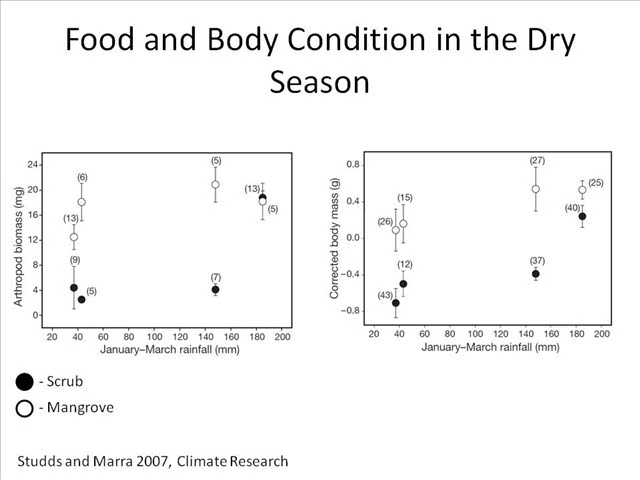 Food and Body Condition in the Dry
Season
Arthropod biomass (mg)
24
20
16
12
8
4
0
(13)
(6)
(9)
(5)
(5)
(7)
(13)
(5)
20 40 60 80 100 120 140 160 180 200
January–March rainfall (mm)
Corrected body mass (g)
0.8
0.4
0.0
–0.4
–0.8
(26)
(15)
(43)
(12)
(27)
(37)
(25)
(40)
20 40 60 80 100 120 140 160 180 200
January–March rainfall (mm)
- Scrub
- Mangrove
Studds and Marra 2007, Climate Research